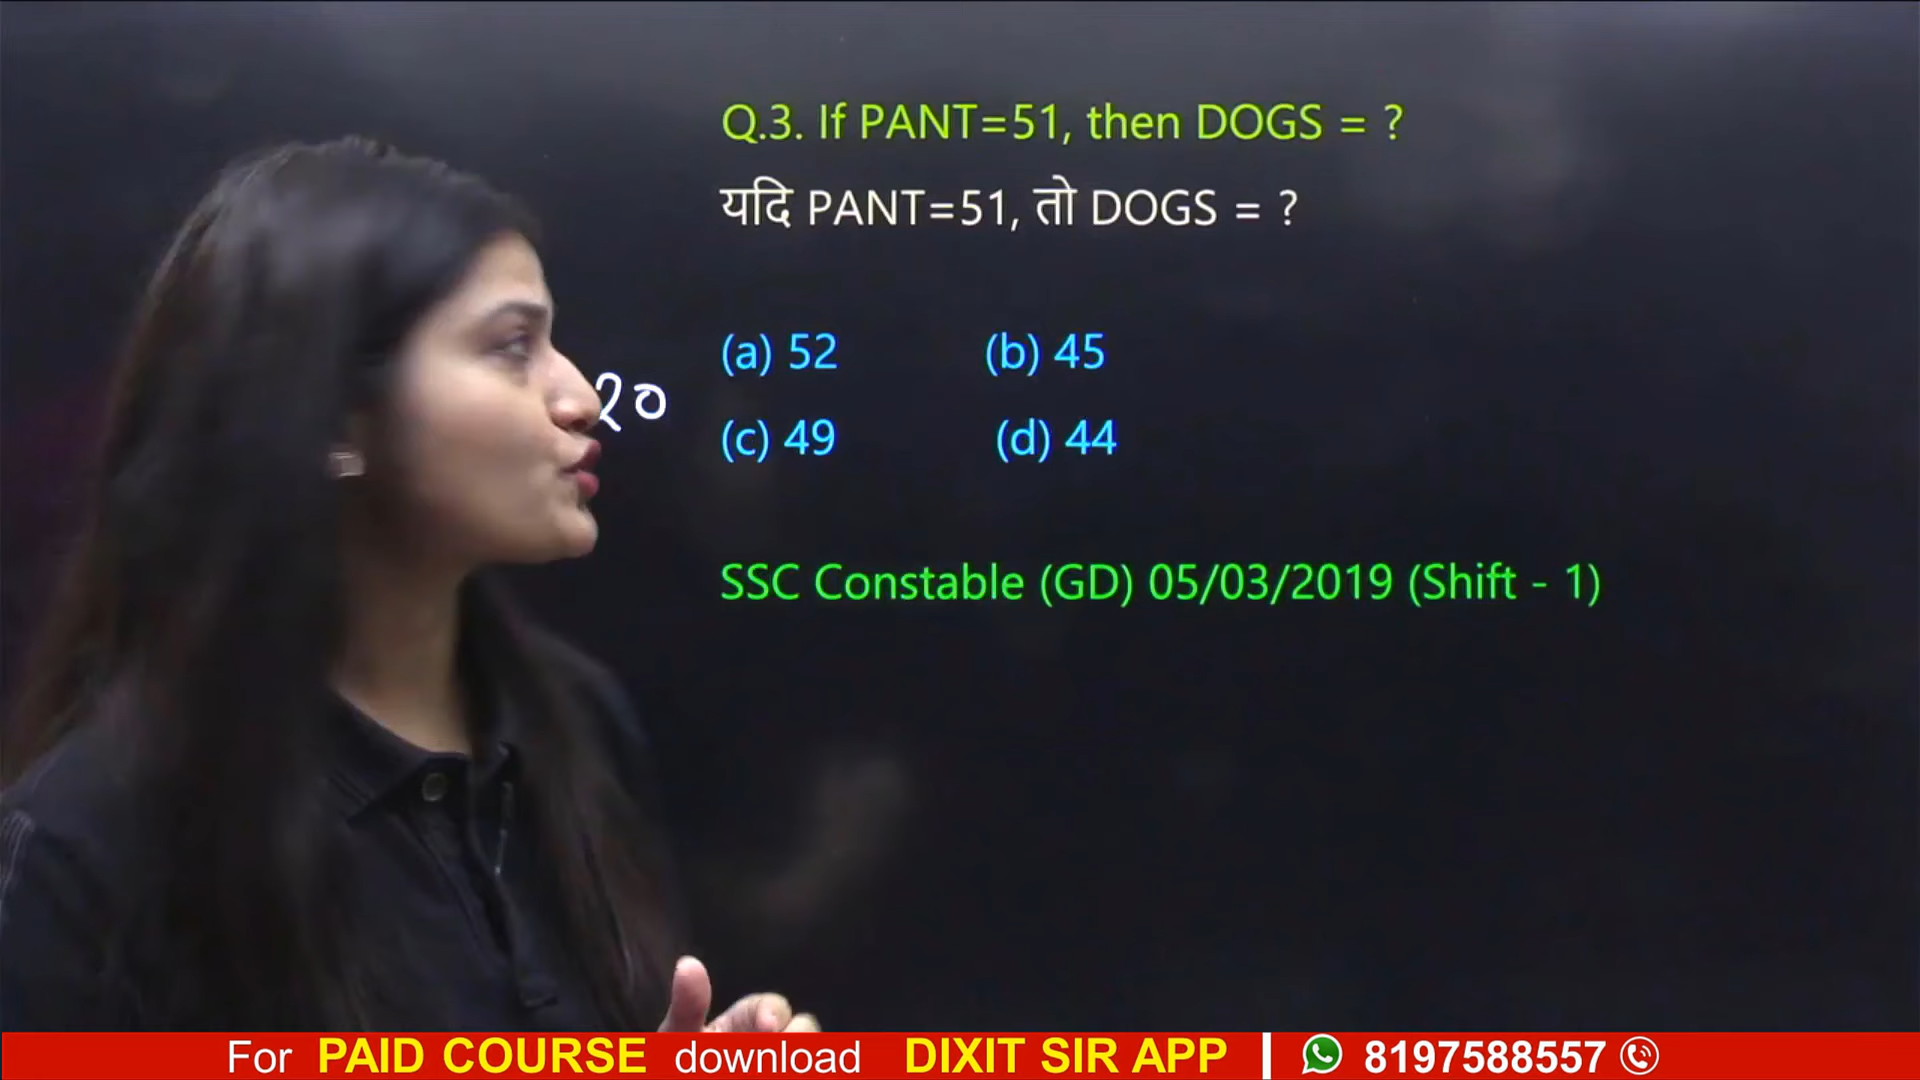 Q.3. If PANT=51, then DOGS = ?
यदि PANT=51, तो DOGS = ?
(a) 52 (b) 45
२०
(c) 49 (d) 44
SSC Constable (GD) 05/03/2019 (Shift - 1)
For PAID COURSE download DIXIT SIR APP | 8197588557